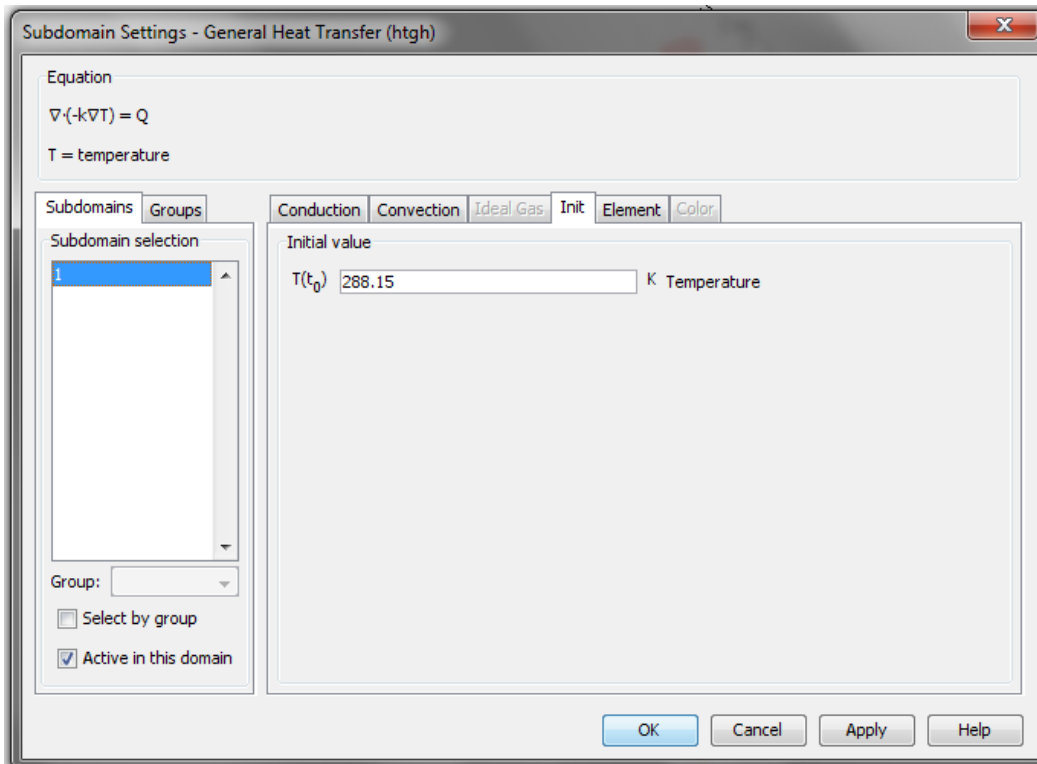 Subdomain Settings - General Heat Transfer (htgh)
Equation
∇·(-k∇T) = Q
T = temperature
Subdomains Groups
Subdomain selection
1
Group:
Select by group
Active in this domain
Conduction Convection Ideal Gas Init Element Color
Initial value
T(t₀) 288.15 K Temperature
OK Cancel Apply Help